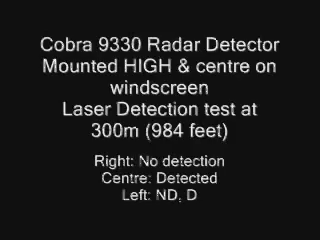 Cobra 9330 Radar Detector
Mounted HIGH & centre on
windscreen
Laser Detection test at
300m (984 feet)
Right: No detection
Centre: Detected
Left: ND, D